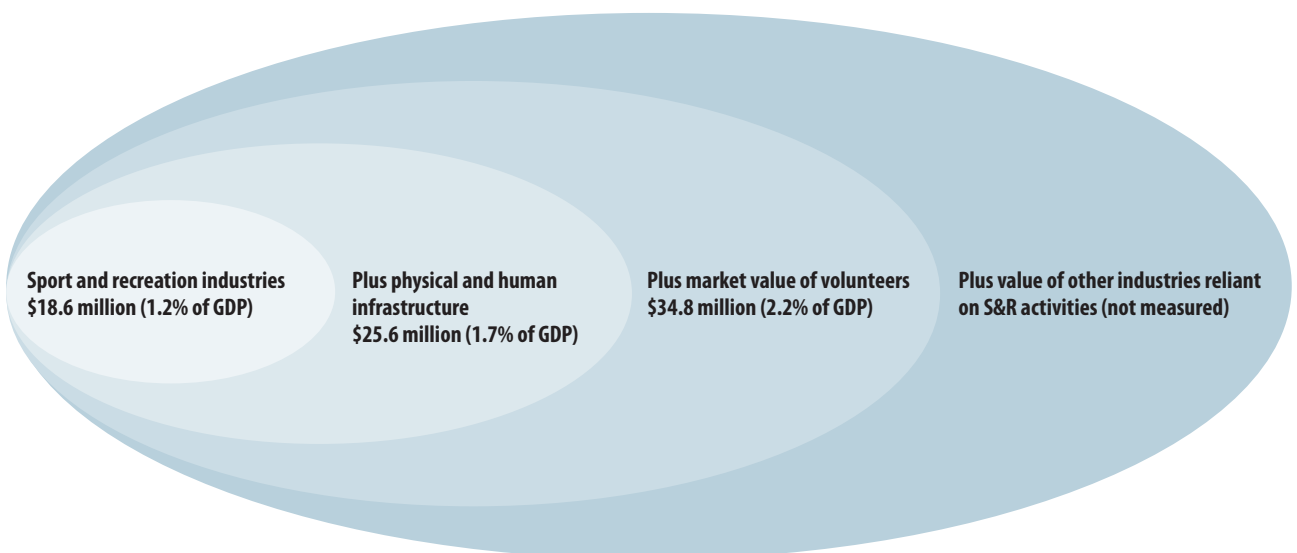 Sport and recreation industries
$18.6 million (1.2% of GDP)
Plus physical and human
infrastructure
$25.6 million (1.7% of GDP)
Plus market value of volunteers
$34.8 million (2.2% of GDP)
Plus value of other industries reliant
on S&R activities (not measured)